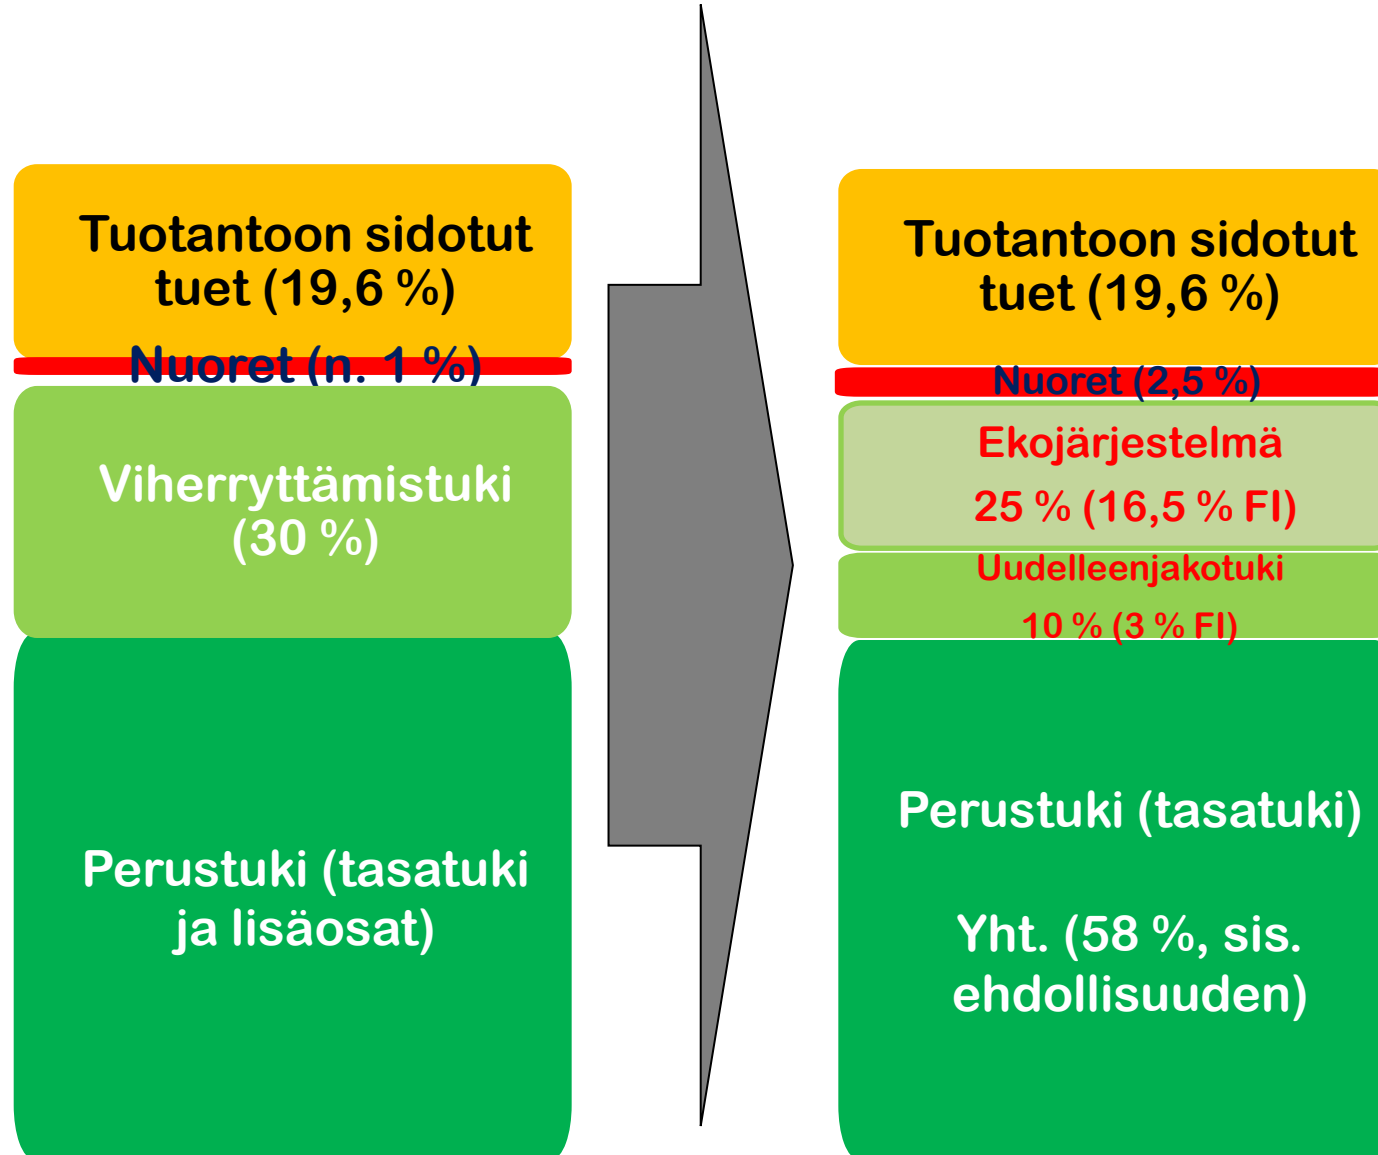 Tuotantoon sidotut
tuet (19,6 %)
Nuoret (n. 1 %)
Viherryttämistuki
(30 %)
Perustuki (tasatuki
ja lisäosat)
Tuotantoon sidotut
tuet (19,6 %)
Nuoret (2,5 %)
Ekojärjestelmä
25 % (16,5 % FI)
Uudelleenjakotuki
10 % (3 % FI)
Perustuki (tasatuki)
Yht. (58 %, sis.
ehdollisuuden)